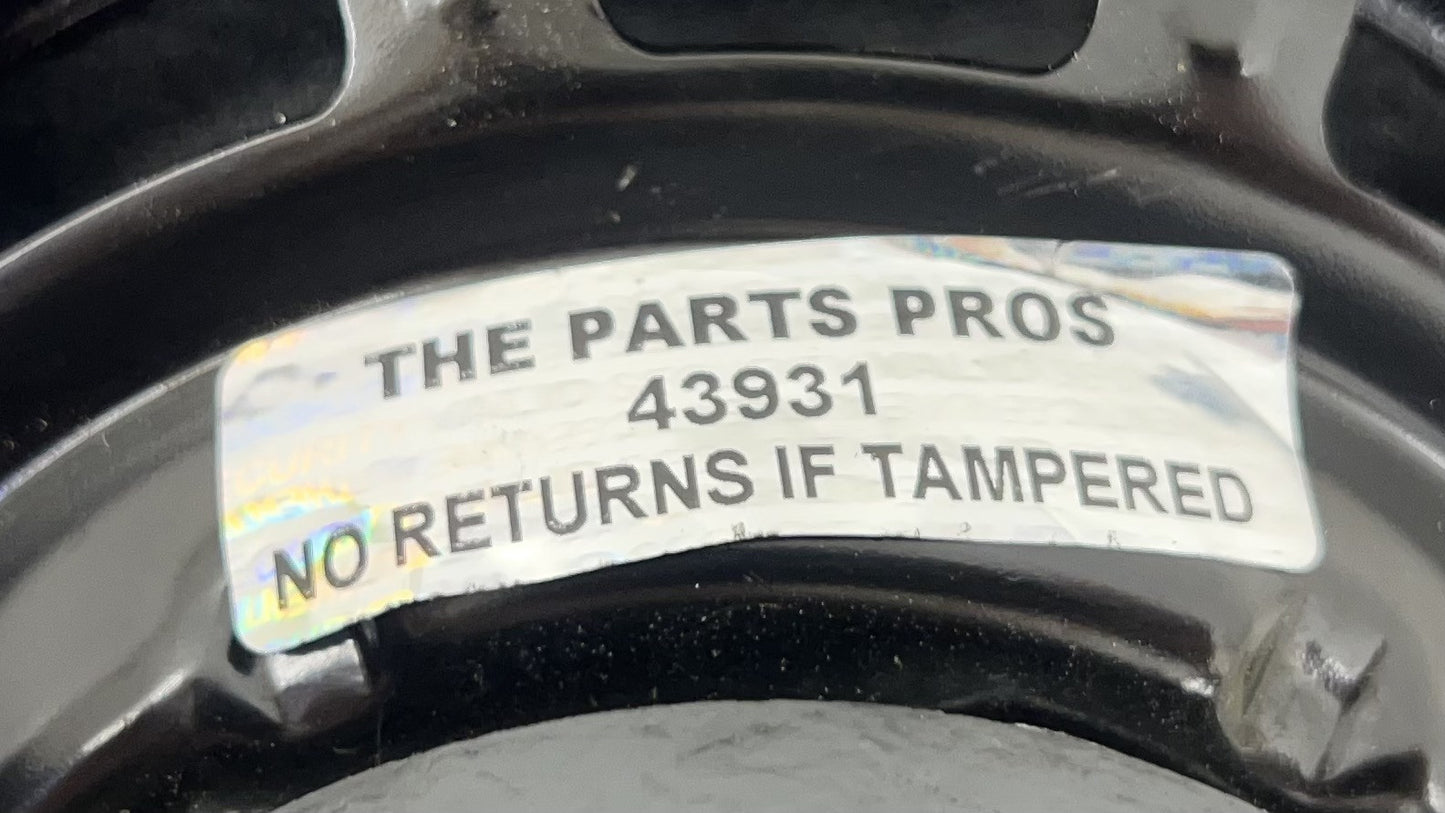 THE PARTS PROS
43931
NO RETURNS IF TAMPERED